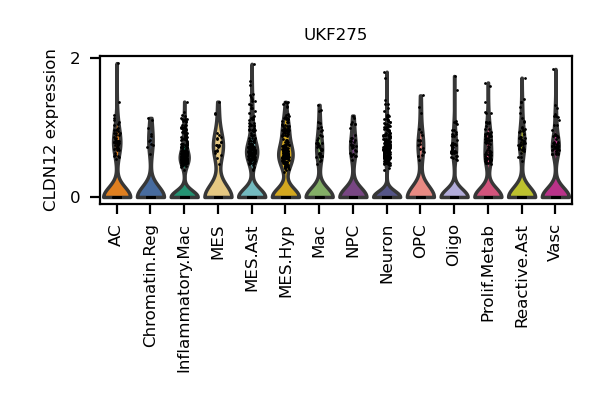 UKF275
CLDN12 expression
2
0
AC
Chromatin.Reg
Inflammatory.Mac
MES
MES.Ast
MES.Hyp
Mac
NPC
Neuron
OPC
Oligo
Prolif.Metab
Reactive.Ast
Vasc